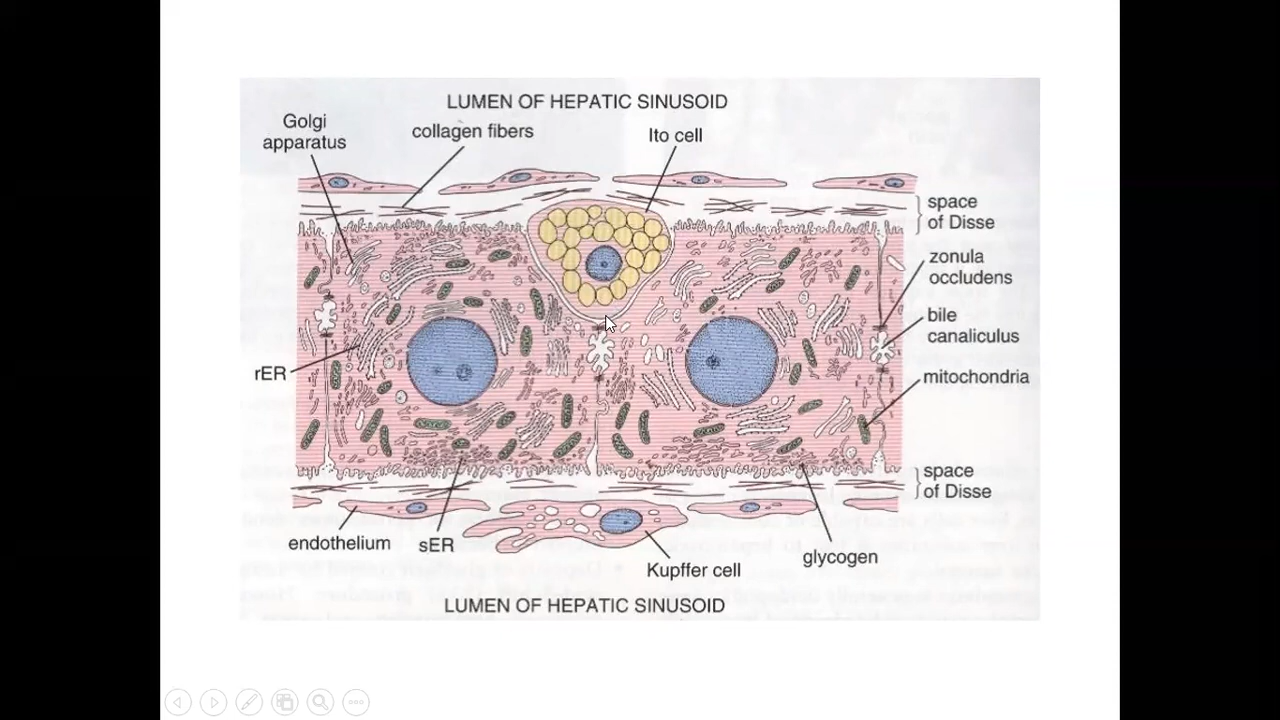 LUMEN OF HEPATIC SINUSOID
Golgi
apparatus
collagen fibers
Ito cell
space
of Disse
zonula
occludens
bile
canaliculus
rER
mitochondria
space
of Disse
endothelium
sER
glycogen
Kupffer cell
LUMEN OF HEPATIC SINUSOID